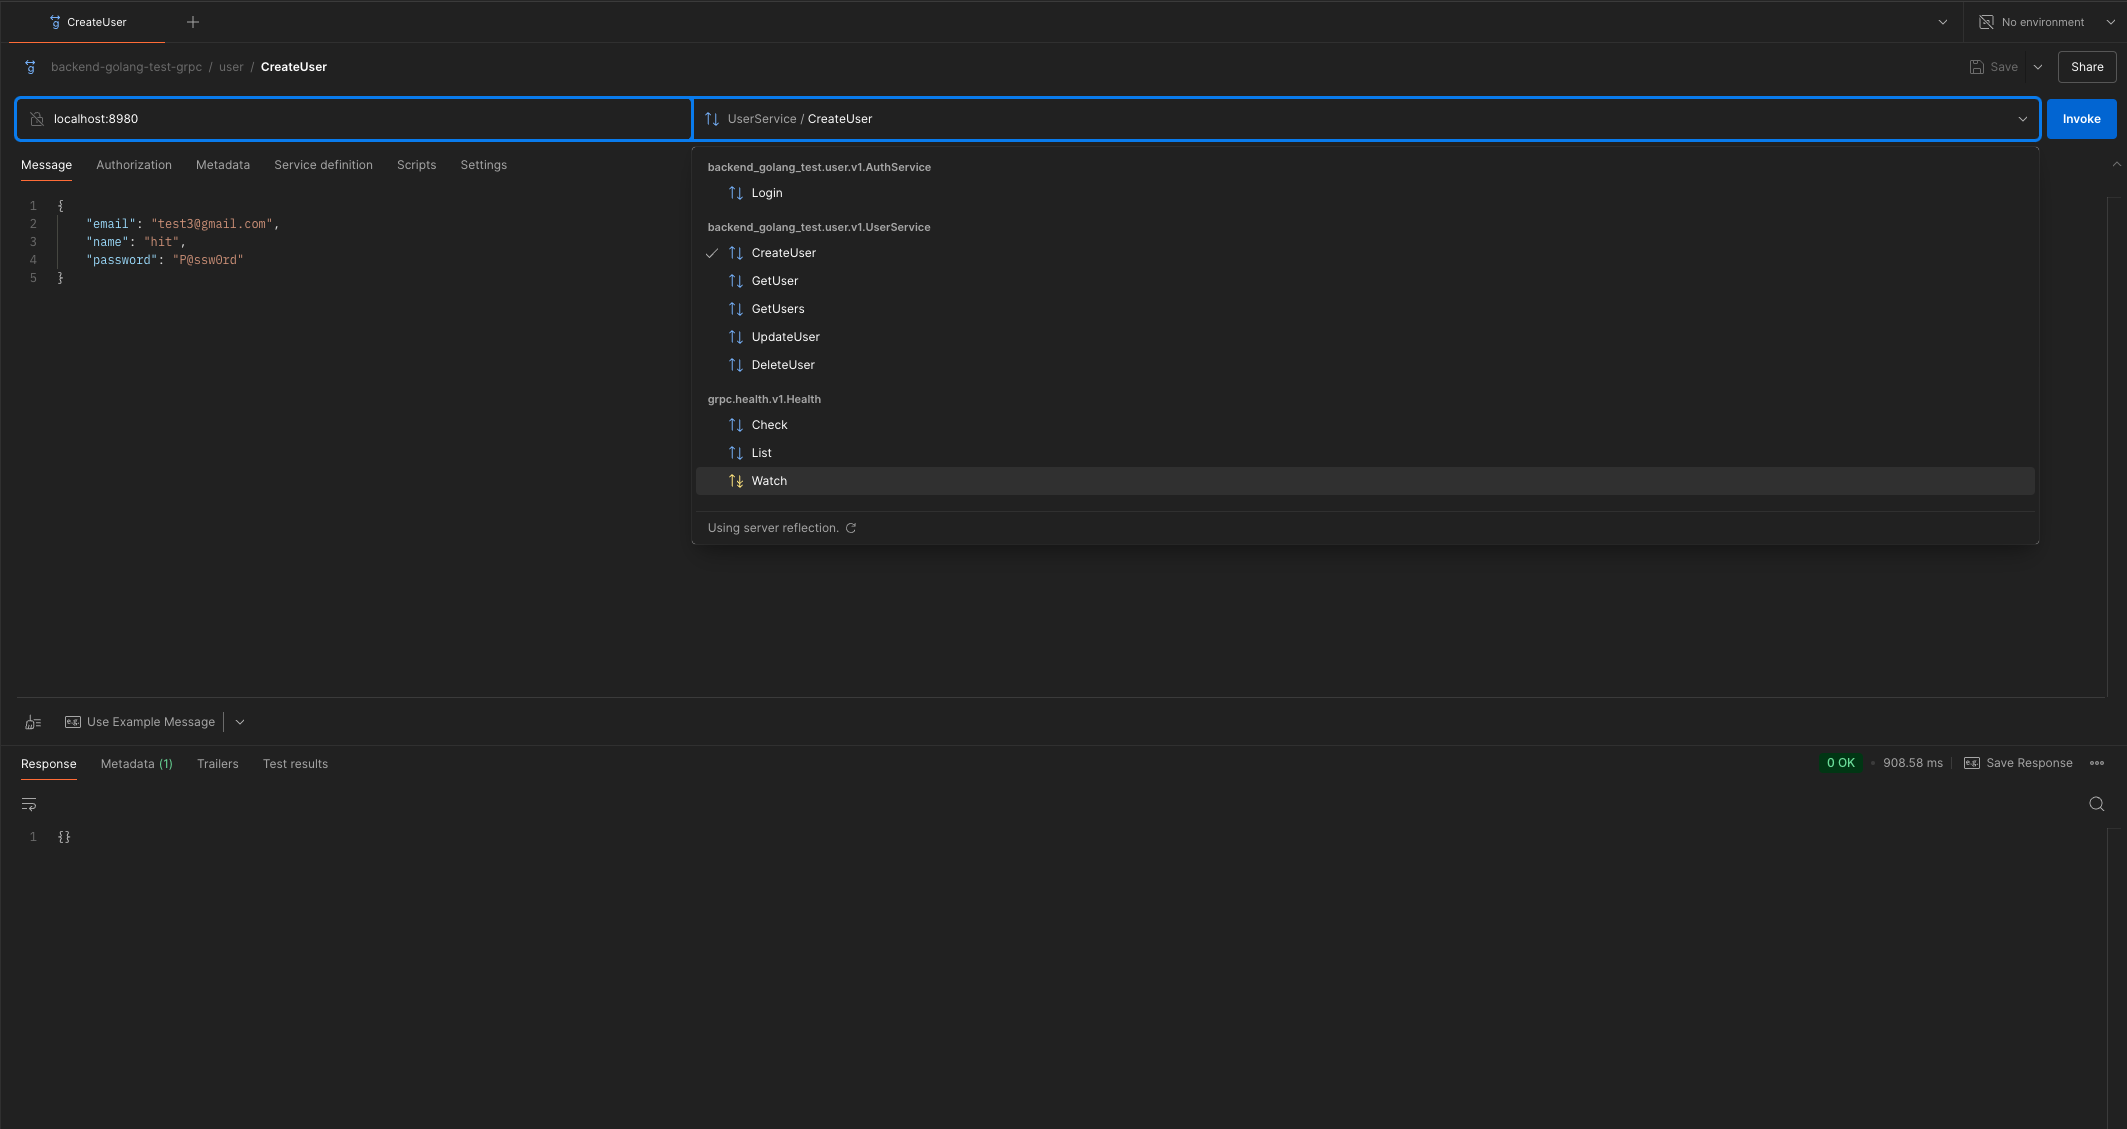 CreateUser
No environment
backend-golang-test-grpc / user / CreateUser
Save
Share
localhost:8980
UserService / CreateUser
Invoke
Message Authorization Metadata Service definition Scripts Settings
1 {
2 "email": "test3@gmail.com",
3 "name": "hit",
4 "password": "P@ssw0rd"
5 }
backend_golang_test.user.v1.AuthService
Login
backend_golang_test.user.v1.UserService
CreateUser
GetUser
GetUsers
UpdateUser
DeleteUser
grpc.health.v1.Health
Check
List
Watch
Using server reflection.
Use Example Message
Response Metadata (1) Trailers Test results
0 OK • 908.58 ms
Save Response
1 {}